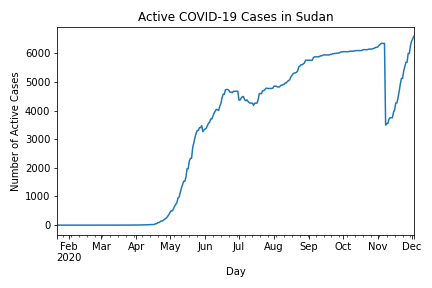 Active COVID-19 Cases in Sudan
Number of Active Cases
6000
5000
4000
3000
2000
1000
0
Feb Mar Apr May Jun Jul Aug Sep Oct Nov Dec
2020
Day